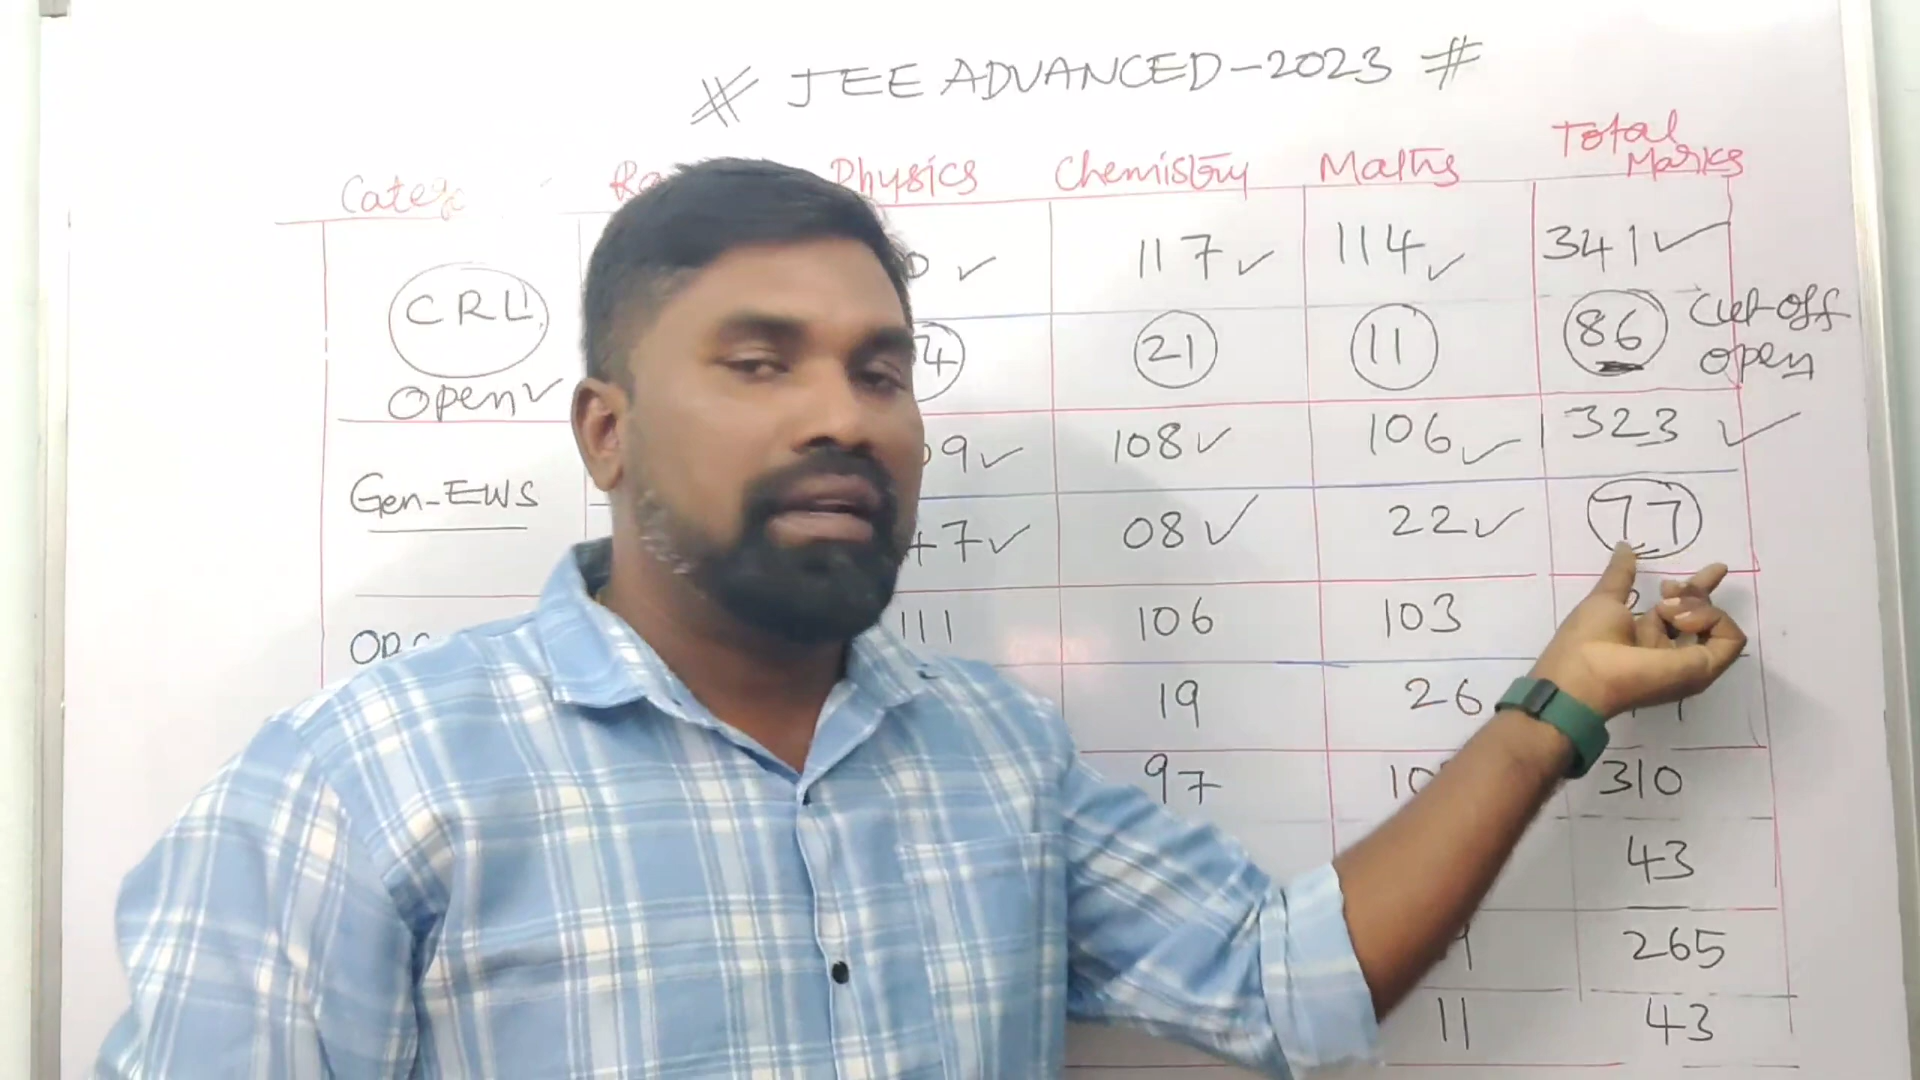 # JEE ADVANCED-2023 #
Physics Chemistry Maths Total Marks
CRL 117 ✓ 114 ✓ 341 ✓
Open ✓ 21 11 86 Cut-off open
Gen-EWS 108 ✓ 106 ✓ 323 ✓
08 ✓ 22 ✓ 77
111 106 103
19 26
97 310
43
265
11 43